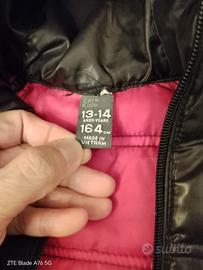 Zara
Kids
13-14
AÑOS-YEARS
164 CM
MADE IN
VIETNAM
ZTE Blade A76 5G
subito